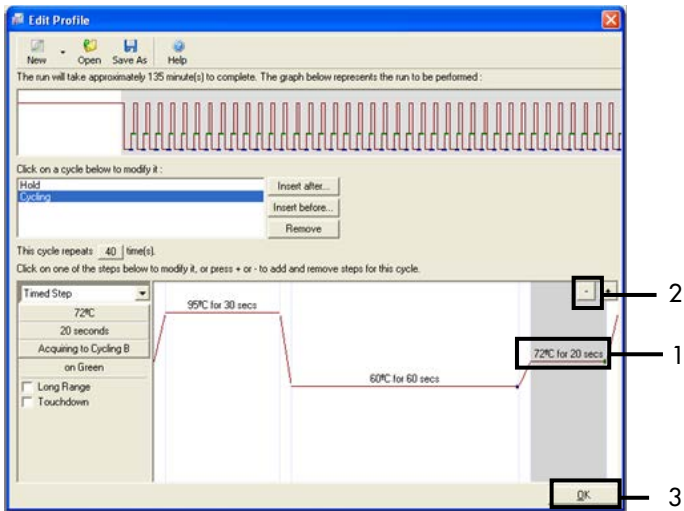 Edit Profile
New Open Save As Help
The run will take approximately 135 minute(s) to complete. The graph below represents the run to be performed :
Click on a cycle below to modify it :
Hold
Cycling
Insert after...
Insert before...
Remove
This cycle repeats 40 time(s).
Click on one of the steps below to modify it, or press + or - to add and remove steps for this cycle.
Timed Step
72ºC
20 seconds
Acquiring to Cycling B
on Green
Long Range
Touchdown
95ºC for 30 secs
60ºC for 60 secs
72ºC for 20 secs
- +
2
1
OK
3